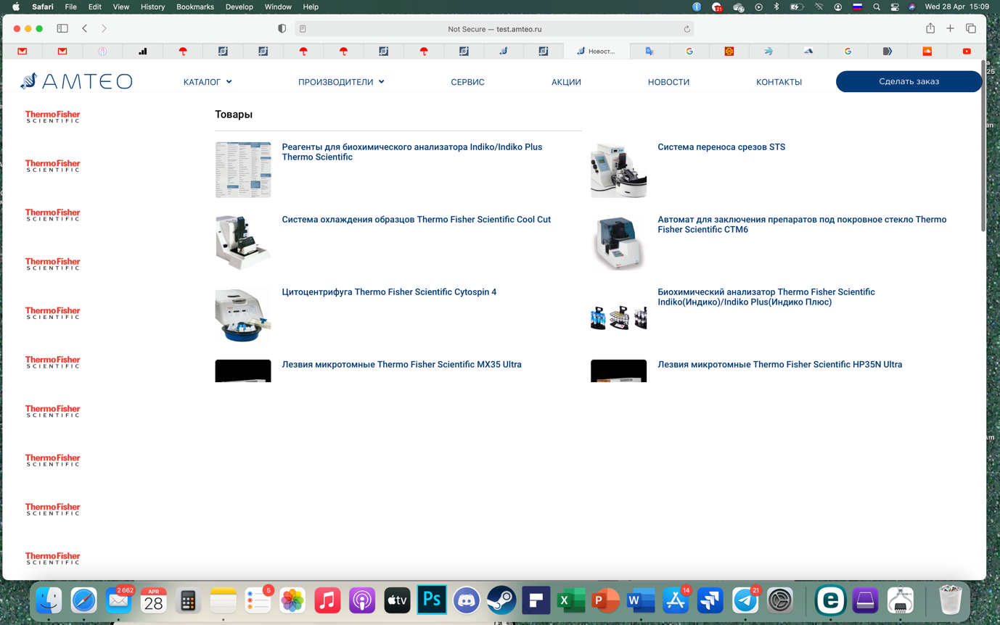 Safari File Edit View History Bookmarks Develop Window Help
21
Wed 28 Apr 15:09
Not Secure — test.amteo.ru
Новост...
АМТЕО
КАТАЛОГ
ПРОИЗВОДИТЕЛИ
СЕРВИС
АКЦИИ
НОВОСТИ
КОНТАКТЫ
Сделать заказ
25
ThermoFisher
SCIENTIFIC
ThermoFisher
SCIENTIFIC
ThermoFisher
SCIENTIFIC
ThermoFisher
SCIENTIFIC
ThermoFisher
SCIENTIFIC
ThermoFisher
SCIENTIFIC
ThermoFisher
SCIENTIFIC
ThermoFisher
SCIENTIFIC
ThermoFisher
SCIENTIFIC
ThermoFisher
SCIENTIFIC
Товары
Реагенты для биохимического анализатора Indiko/Indiko Plus
Thermo Scientific
Система переноса срезов STS
Система охлаждения образцов Thermo Fisher Scientific Cool Cut
Автомат для заключения препаратов под покровное стекло Thermo
Fisher Scientific CTM6
Цитоцентрифуга Thermo Fisher Scientific Cytospin 4
Биохимический анализатор Thermo Fisher Scientific
Indiko(Индико)/Indiko Plus(Индико Плюс)
Лезвия микротомные Thermo Fisher Scientific MX35 Ultra
Лезвия микротомные Thermo Fisher Scientific HP35N Ultra
2 662
APR
28
5
tv
Ps
X
P
W
14
21
e